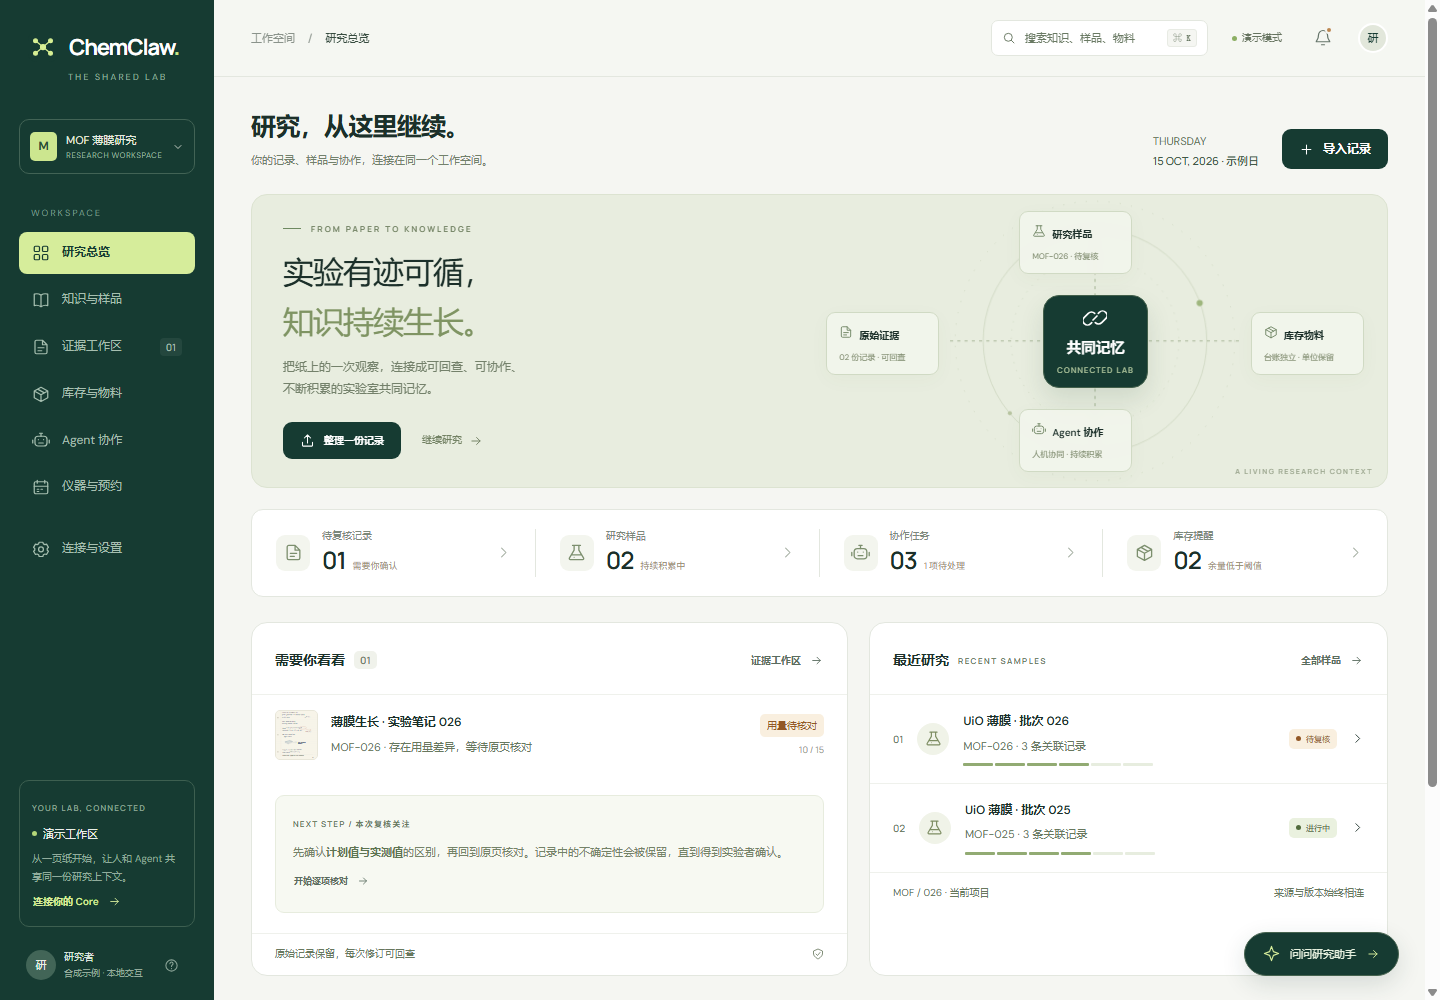 ChemClaw.
THE SHARED LAB
M
MOF 薄膜研究
RESEARCH WORKSPACE
WORKSPACE
研究总览
知识与样品
证据工作区 01
库存与物料
Agent 协作
仪器与预约
连接与设置
YOUR LAB, CONNECTED
演示工作区
从一页纸开始，让人和 Agent 共
享同一份研究上下文。
连接你的 Core →
研
研究者
合成示例 · 本地交互
工作空间 / 研究总览
搜索知识、样品、物料 ⌘ K
演示模式
研
研究，从这里继续。
你的记录、样品与协作，连接在同一个工作空间。
THURSDAY
15 OCT, 2026 · 示例日
+ 导入记录
FROM PAPER TO KNOWLEDGE
实验有迹可循，
知识持续生长。
把纸上的一次观察，连接成可回查、可协作、
不断积累的实验室共同记忆。
整理一份记录
继续研究 →
研究样品
MOF-026 · 待复核
原始证据
02 份记录 · 可回查
共同记忆
CONNECTED LAB
库存物料
台账独立 · 单位保留
Agent 协作
人机协同 · 持续积累
A LIVING RESEARCH CONTEXT
待复核记录
01 需要你确认
研究样品
02 持续积累中
协作任务
03 1 项待处理
库存提醒
02 余量低于阈值
需要你看看 01
证据工作区 →
薄膜生长 · 实验笔记 026
MOF-026 · 存在用量差异，等待原页核对
用量待核对
10 / 15
NEXT STEP / 本次复核关注
先确认计划值与实测值的区别，再回到原页核对。记录中的不确定性会被保留，直到得到实验者确认。
开始逐项核对 →
原始记录保留，每次修订可回查
最近研究 RECENT SAMPLES
全部样品 →
01
UiO 薄膜 · 批次 026
MOF-026 · 3 条关联记录
待复核
02
UiO 薄膜 · 批次 025
MOF-025 · 3 条关联记录
进行中
MOF / 026 · 当前项目
来源与版本始终相连
问问研究助手 →